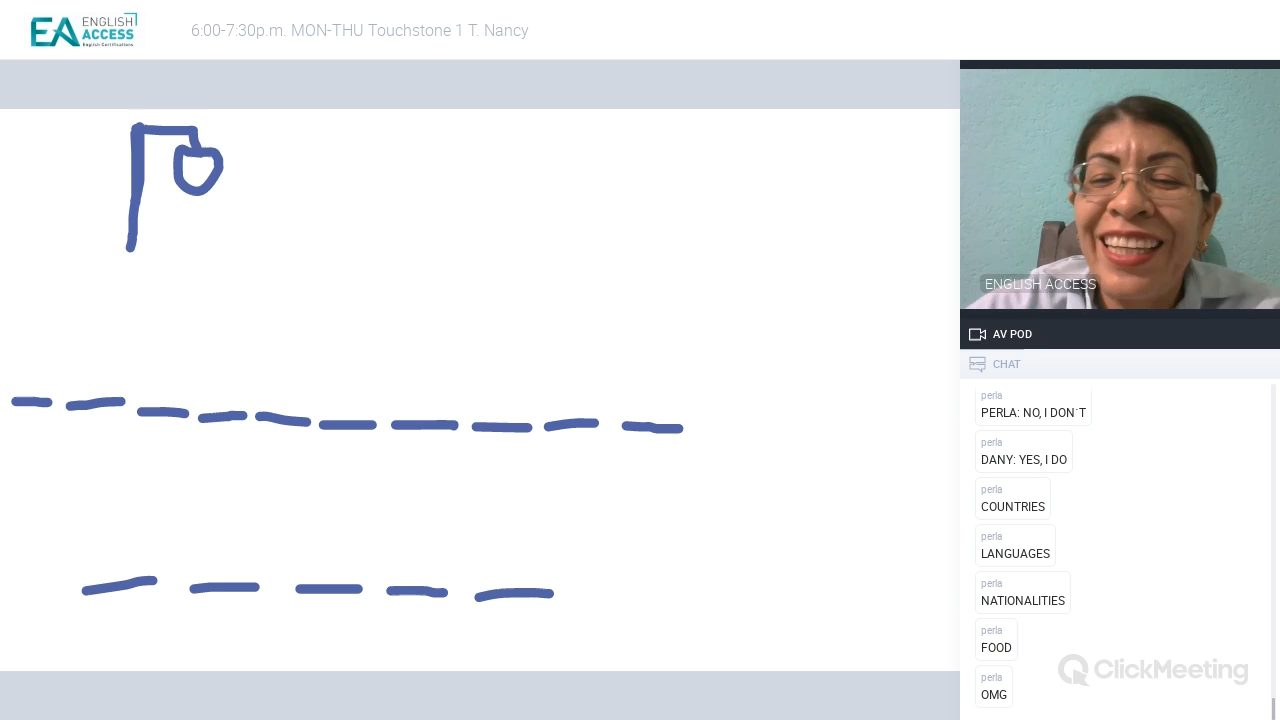 EA ENGLISH
ACCESS
English Certifications
6:00-7:30p.m. MON-THU Touchstone 1 T. Nancy
ENGLISH ACCESS
AV POD
CHAT
perla
PERLA: NO, I DON´T
perla
DANY: YES, I DO
perla
COUNTRIES
perla
LANGUAGES
perla
NATIONALITIES
perla
FOOD
perla
OMG
ClickMeeting